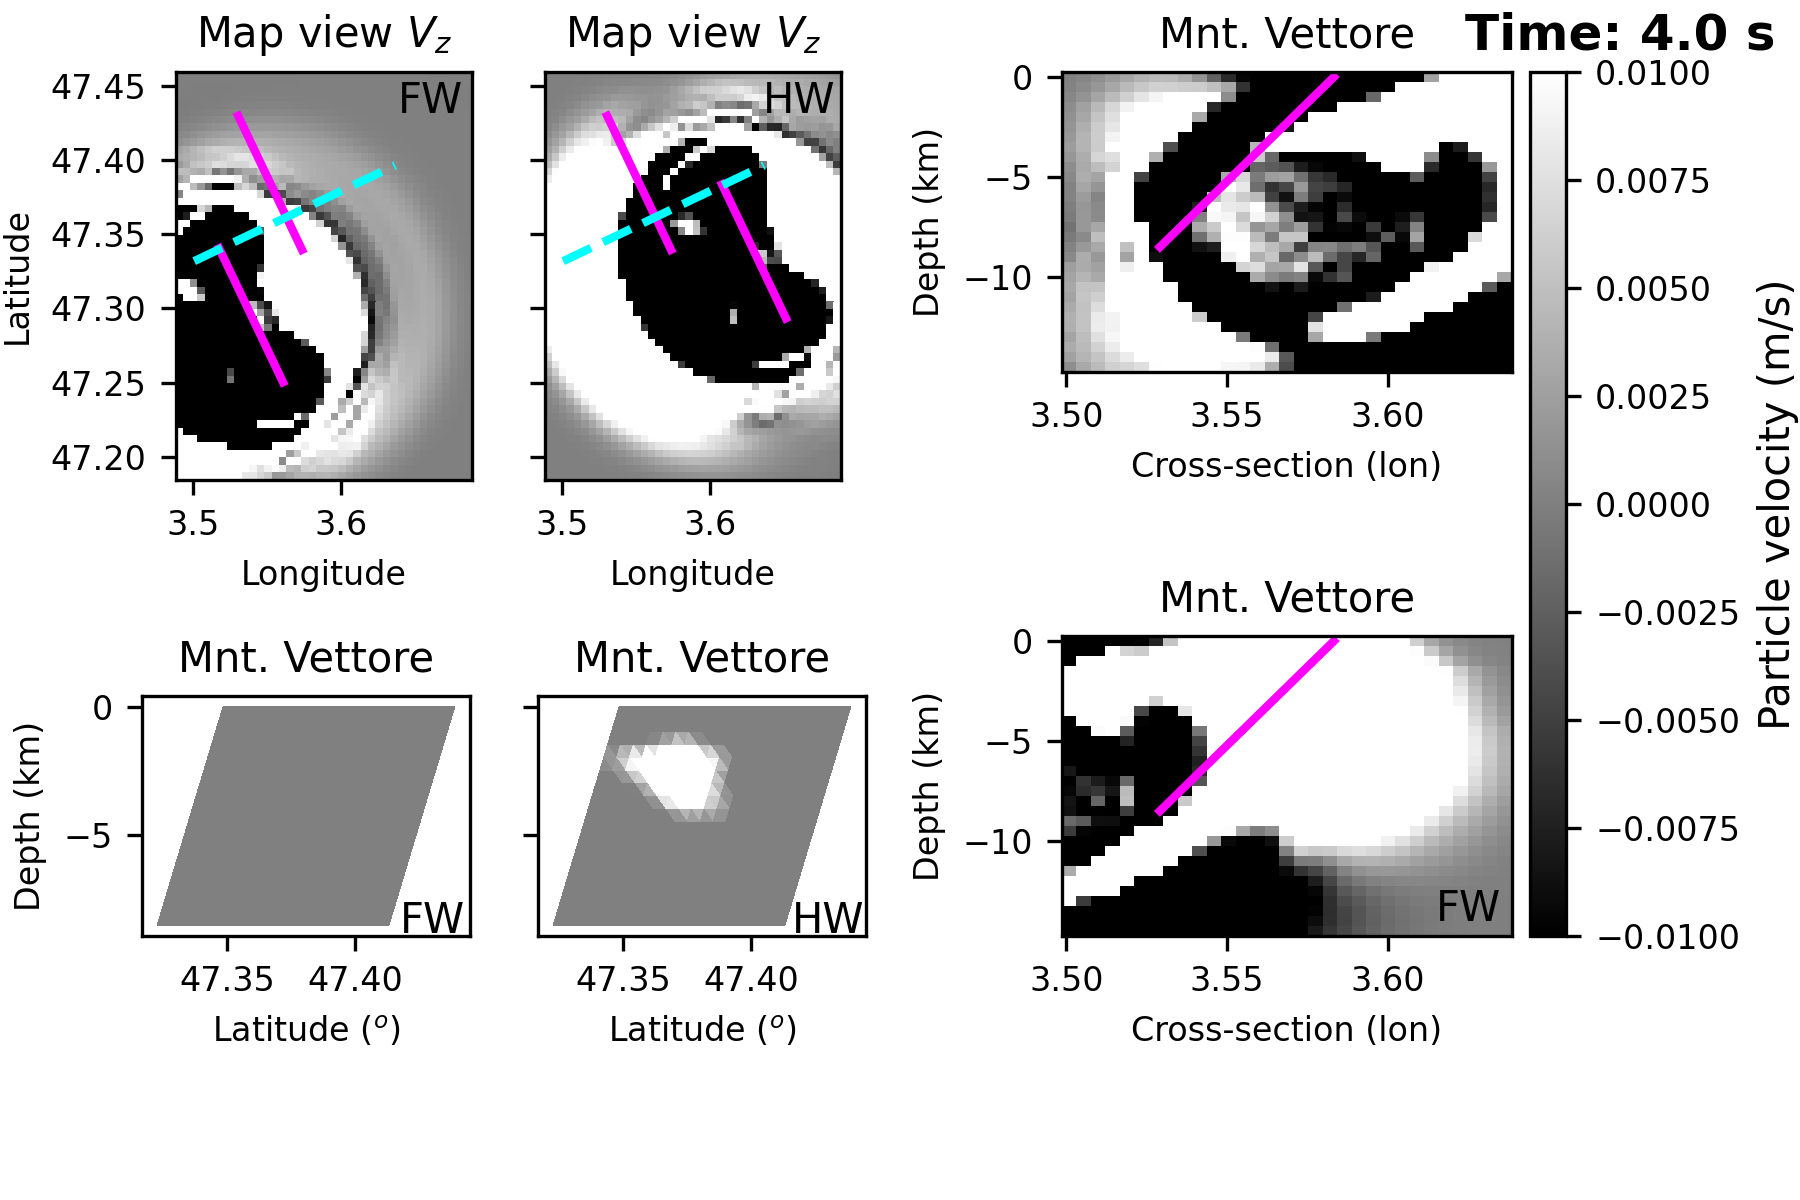 Map view Vz
FW
47.45
47.40
47.35
47.30
47.25
47.20
Latitude
3.5
3.6
Longitude
Map view Vz
HW
3.5
3.6
Longitude
Mnt. Vettore
0
−5
−10
Depth (km)
3.50
3.55
3.60
Cross-section (lon)
Time: 4.0 s
0.0100
0.0075
0.0050
0.0025
0.0000
−0.0025
−0.0050
−0.0075
−0.0100
Particle velocity (m/s)
Mnt. Vettore
0
−5
Depth (km)
FW
47.35
47.40
Latitude (º)
Mnt. Vettore
HW
47.35
47.40
Latitude (º)
Mnt. Vettore
0
−5
−10
Depth (km)
FW
3.50
3.55
3.60
Cross-section (lon)